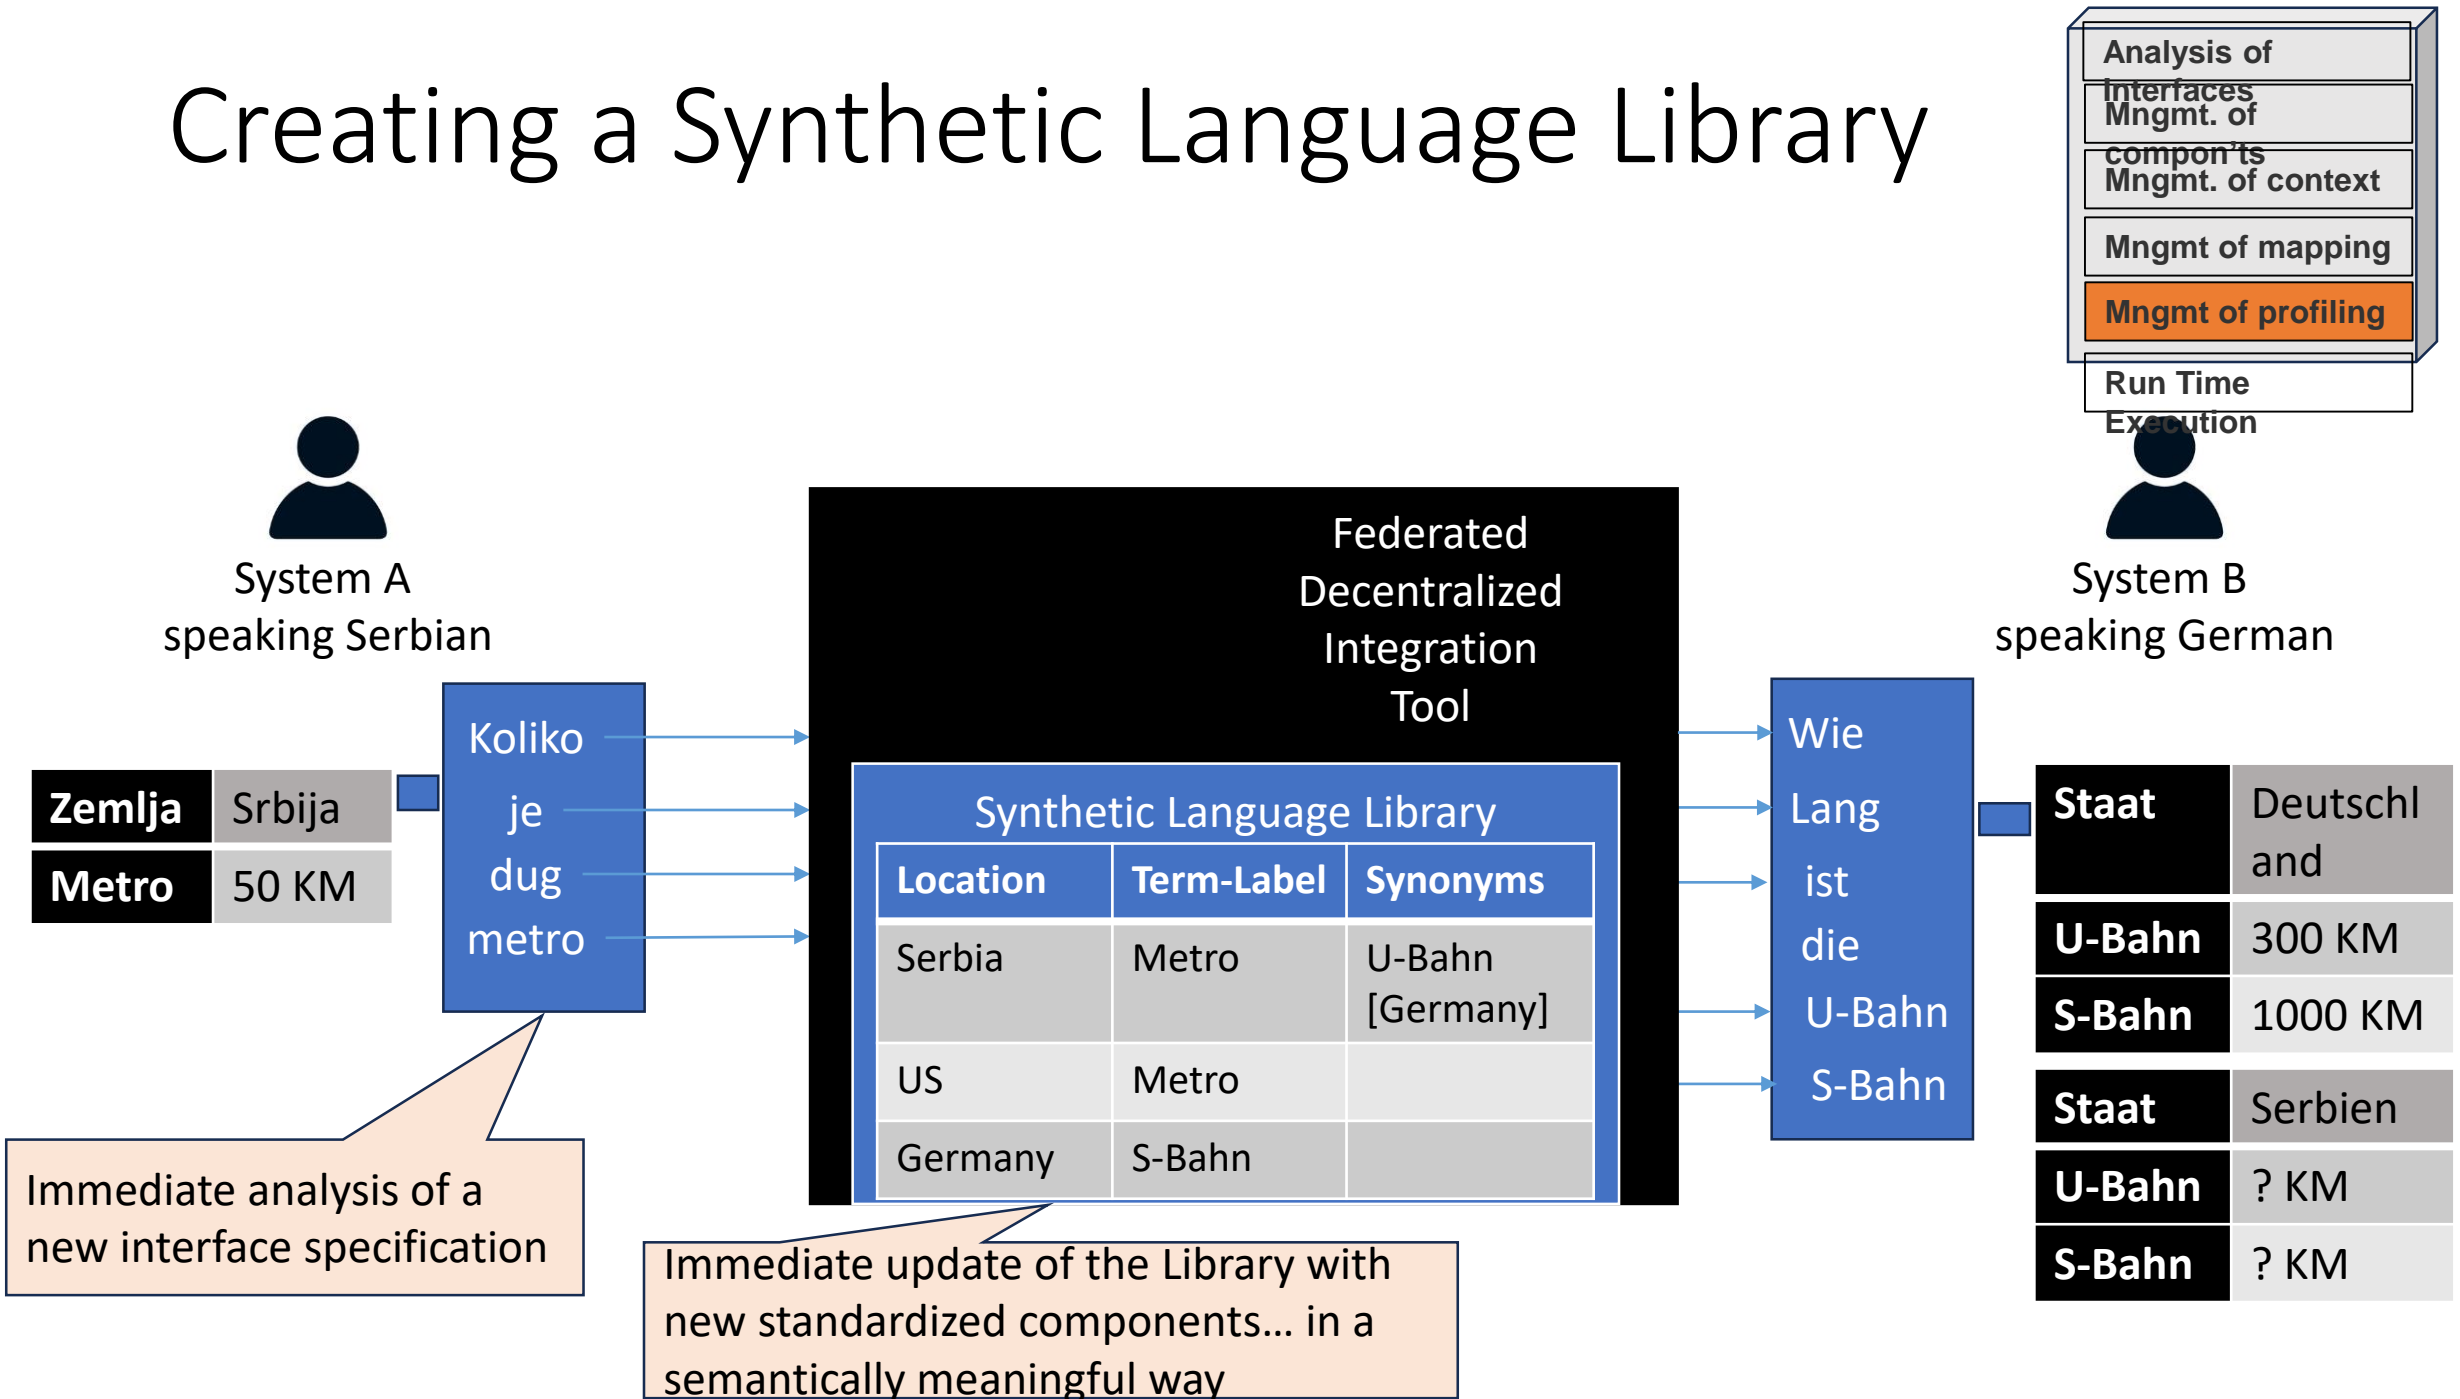 Creating a Synthetic Language Library
Analysis of
Interfaces
Mngmt. of
compon’ts
Mngmt. of context
Mngmt of mapping
Mngmt of profiling
Run Time
Execution
System A
speaking Serbian
Zemlja Srbija
Metro 50 KM
Koliko
je
dug
metro
Federated
Decentralized
Integration
Tool
Synthetic Language Library
Location Term-Label Synonyms
Serbia Metro U-Bahn
[Germany]
US Metro
Germany S-Bahn
System B
speaking German
Wie
Lang
ist
die
U-Bahn
S-Bahn
Staat Deutschl
and
U-Bahn 300 KM
S-Bahn 1000 KM
Staat Serbien
U-Bahn ? KM
S-Bahn ? KM
Immediate analysis of a
new interface specification
Immediate update of the Library with
new standardized components… in a
semantically meaningful way